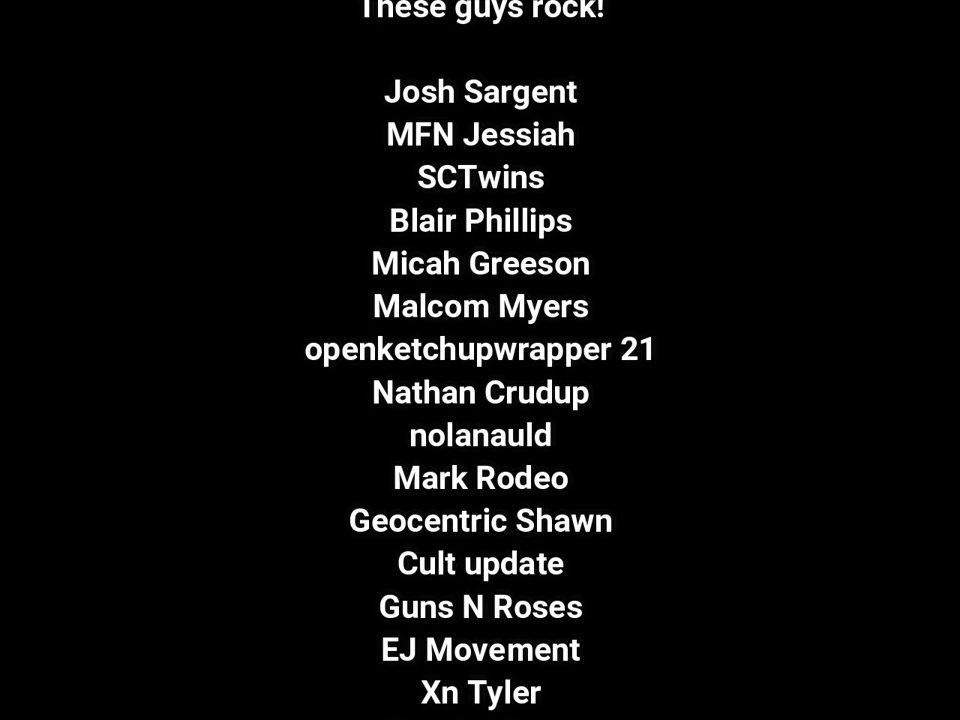 These guys rock!
Josh Sargent
MFN Jessiah
SCTwins
Blair Phillips
Micah Greeson
Malcom Myers
openketchupwrapper 21
Nathan Crudup
nolanauld
Mark Rodeo
Geocentric Shawn
Cult update
Guns N Roses
EJ Movement
Xn Tyler